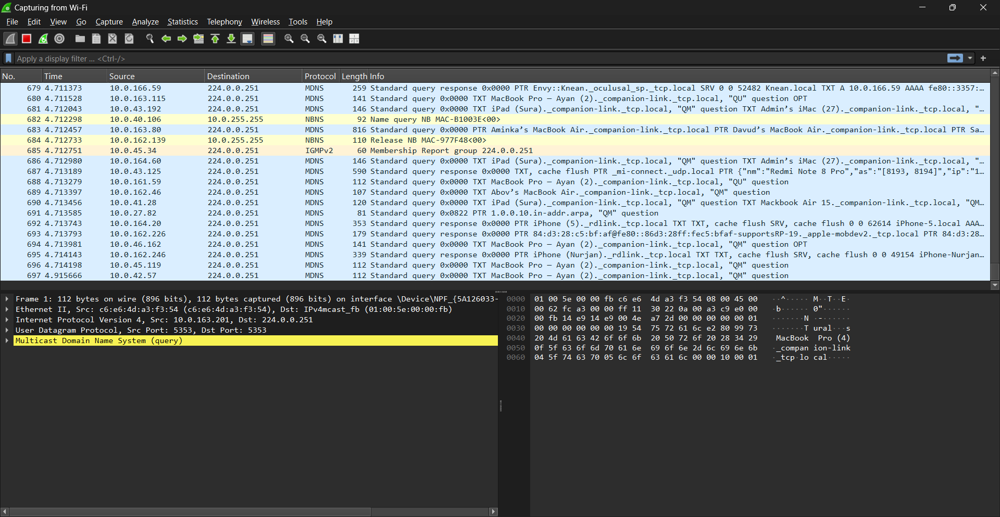 Capturing from Wi-Fi
File Edit View Go Capture Analyze Statistics Telephony Wireless Tools Help
Apply a display filter ... <Ctrl-/>
No. Time Source Destination Protocol Length Info
679 4.711373 10.0.166.59 224.0.0.251 MDNS 259 Standard query response 0x0000 PTR Envy::Knean._oculusal_sp._tcp.local SRV 0 0 52482 Knean.local TXT A 10.0.166.59 AAAA fe80::3357:…
680 4.711528 10.0.163.115 224.0.0.251 MDNS 141 Standard query 0x0000 TXT MacBook Pro — Ayan (2)._companion-link._tcp.local, "QU" question OPT
681 4.712043 10.0.43.192 224.0.0.251 MDNS 146 Standard query 0x0000 TXT iPad (Sura)._companion-link._tcp.local, "QM" question TXT Admin’s iMac (27)._companion-link._tcp.local, "…
682 4.712298 10.0.40.106 10.0.255.255 NBNS 92 Name query NB MAC-B1003E<00>
683 4.712457 10.0.163.80 224.0.0.251 MDNS 816 Standard query 0x0000 PTR Aminka’s MacBook Air._companion-link._tcp.local PTR Davud’s MacBook Air._companion-link._tcp.local PTR Sa…
684 4.712733 10.0.162.139 10.0.255.255 NBNS 110 Release NB MAC-977F48<00>
685 4.712751 10.0.45.34 224.0.0.251 IGMPv2 60 Membership Report group 224.0.0.251
686 4.712980 10.0.164.60 224.0.0.251 MDNS 146 Standard query 0x0000 TXT iPad (Sura)._companion-link._tcp.local, "QM" question TXT Admin’s iMac (27)._companion-link._tcp.local, "…
687 4.713189 10.0.43.125 224.0.0.251 MDNS 590 Standard query response 0x0000 TXT, cache flush PTR _mi-connect._udp.local PTR {"nm":"Redmi Note 8 Pro","as":"[8193, 8194]","ip":"1…
688 4.713279 10.0.161.59 224.0.0.251 MDNS 112 Standard query 0x0000 TXT MacBook Pro — Ayan (2)._companion-link._tcp.local, "QU" question
689 4.713397 10.0.162.46 224.0.0.251 MDNS 107 Standard query 0x0000 TXT Abov’s MacBook Air._companion-link._tcp.local, "QM" question
690 4.713456 10.0.41.28 224.0.0.251 MDNS 120 Standard query 0x0000 TXT iPad (Sura)._companion-link._tcp.local, "QM" question TXT Mackbook Air 15._companion-link._tcp.local, "QM…
691 4.713585 10.0.27.82 224.0.0.251 MDNS 81 Standard query 0x0822 PTR 1.0.0.10.in-addr.arpa, "QM" question
692 4.713743 10.0.164.20 224.0.0.251 MDNS 353 Standard query response 0x0000 PTR iPhone (5)._rdlink._tcp.local TXT TXT, cache flush SRV, cache flush 0 0 62614 iPhone-5.local AAA…
693 4.713793 10.0.162.226 224.0.0.251 MDNS 179 Standard query response 0x0000 PTR 84:d3:28:c5:bf:af@fe80::86d3:28ff:fec5:bfaf-supportsRP-19._apple-mobdev2._tcp.local PTR 84:d3:28…
694 4.713981 10.0.46.162 224.0.0.251 MDNS 141 Standard query 0x0000 TXT MacBook Pro — Ayan (2)._companion-link._tcp.local, "QM" question OPT
695 4.714143 10.0.162.246 224.0.0.251 MDNS 339 Standard query response 0x0000 PTR iPhone (Nurjan)._rdlink._tcp.local TXT TXT, cache flush SRV, cache flush 0 0 49154 iPhone-Nurjan…
696 4.714198 10.0.45.119 224.0.0.251 MDNS 112 Standard query 0x0000 TXT MacBook Pro — Ayan (2)._companion-link._tcp.local, "QM" question
697 4.915666 10.0.42.57 224.0.0.251 MDNS 112 Standard query 0x0000 TXT MacBook Pro — Ayan (2)._companion-link._tcp.local, "QM" question
Frame 1: 112 bytes on wire (896 bits), 112 bytes captured (896 bits) on interface \Device\NPF_{5A126033-
Ethernet II, Src: c6:e6:4d:a3:f3:54 (c6:e6:4d:a3:f3:54), Dst: IPv4mcast_fb (01:00:5e:00:00:fb)
Internet Protocol Version 4, Src: 10.0.163.201, Dst: 224.0.0.251
User Datagram Protocol, Src Port: 5353, Dst Port: 5353
Multicast Domain Name System (query)
0000 01 00 5e 00 00 fb c6 e6 4d a3 f3 54 08 00 45 00 ··^····· M··T··E·
0010 00 62 fc a3 00 00 ff 11 30 22 0a 00 a3 c9 e0 00 ·b······ 0"······
0020 00 fb 14 e9 14 e9 00 4e a7 2d 00 00 00 00 00 01 ·······N ·-······
0030 00 00 00 00 00 00 19 54 75 72 61 6c e2 80 99 73 ·······T ural···s
0040 20 4d 61 63 42 6f 6f 6b 20 50 72 6f 20 28 34 29 MacBook Pro (4)
0050 0f 5f 63 6f 6d 70 61 6e 69 6f 6e 2d 6c 69 6e 6b ·_compan ion-link
0060 04 5f 74 63 70 05 6c 6f 63 61 6c 00 00 10 00 01 ·_tcp·lo cal·····